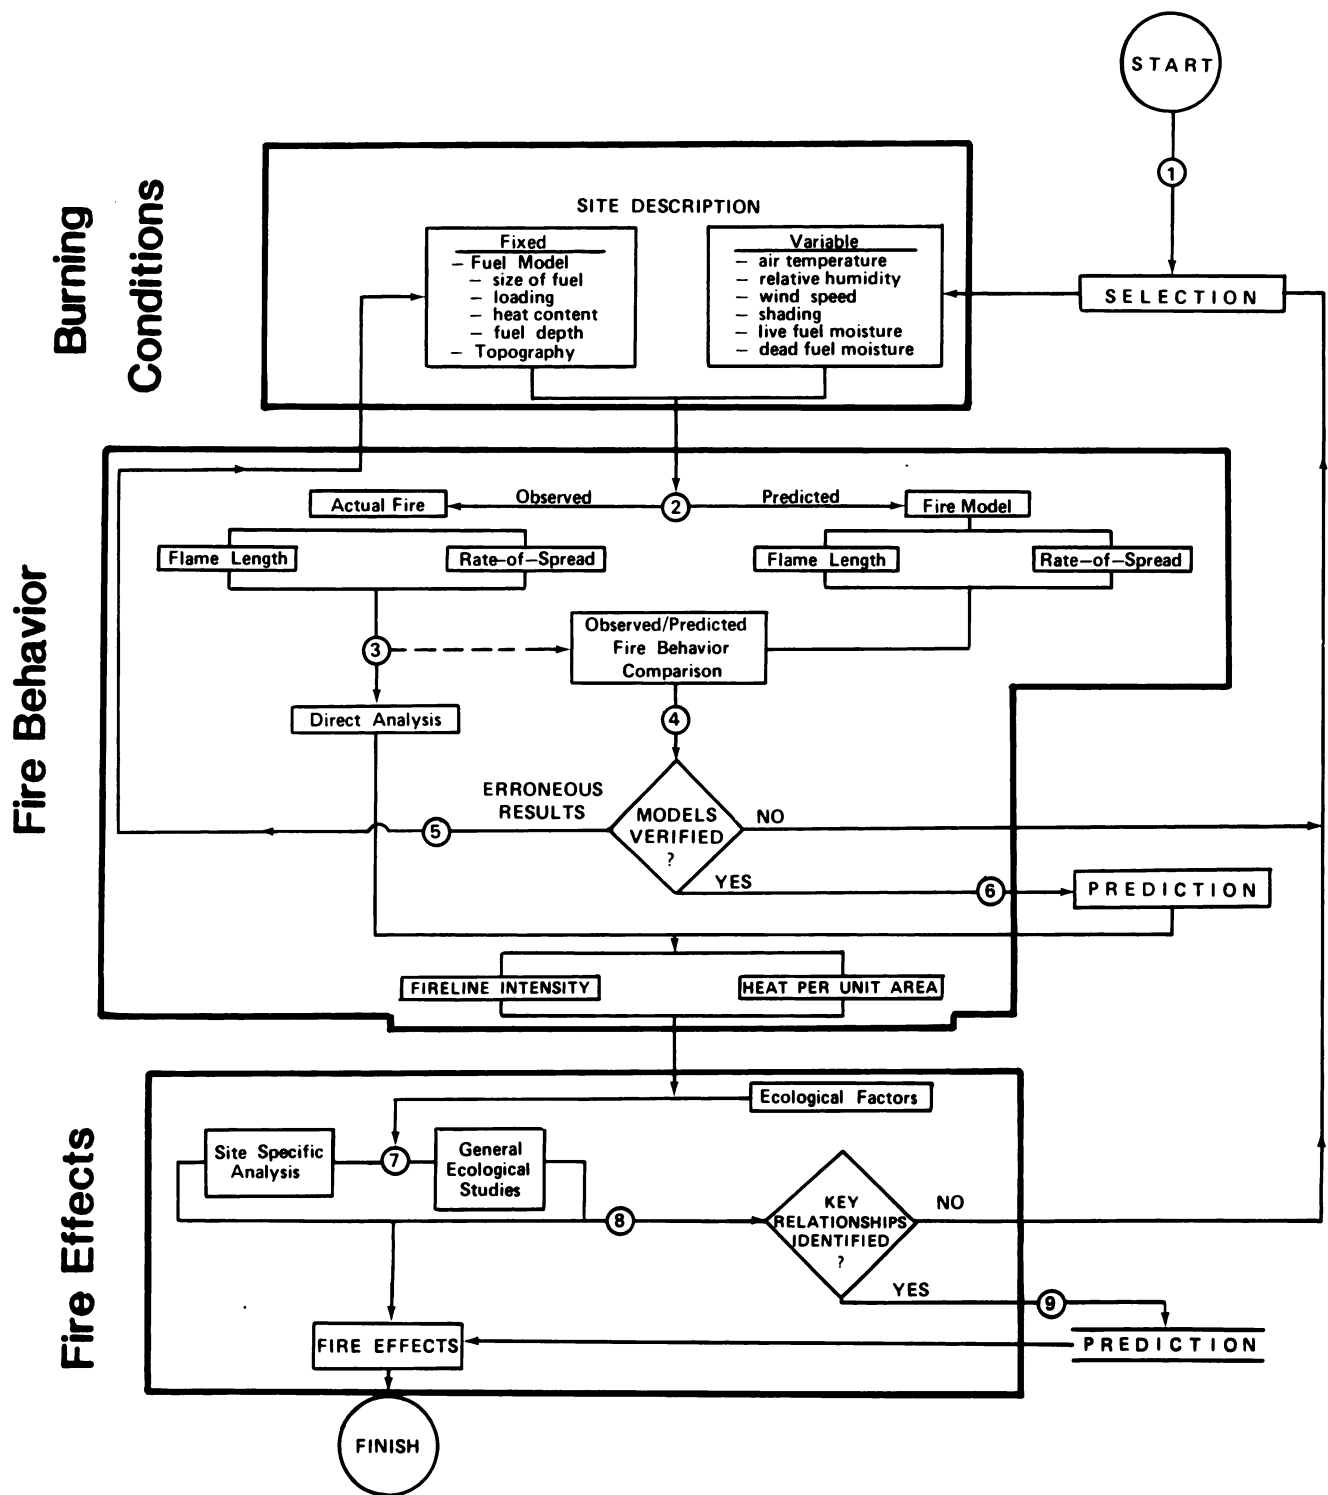 START
1
Burning
Conditions
SITE DESCRIPTION
Fixed
– Fuel Model
– size of fuel
– loading
– heat content
– fuel depth
– Topography
Variable
– air temperature
– relative humidity
– wind speed
– shading
– live fuel moisture
– dead fuel moisture
SELECTION
Fire Behavior
Actual Fire
Observed
2
Predicted
Fire Model
Flame Length
Rate-of-Spread
Flame Length
Rate-of-Spread
3
Observed/Predicted
Fire Behavior
Comparison
Direct Analysis
4
ERRONEOUS
RESULTS
5
MODELS
VERIFIED
?
NO
YES
6
PREDICTION
FIRELINE INTENSITY
HEAT PER UNIT AREA
Fire Effects
Ecological Factors
Site Specific
Analysis
7
General
Ecological
Studies
8
KEY
RELATIONSHIPS
IDENTIFIED
?
NO
YES
9
PREDICTION
FIRE EFFECTS
FINISH